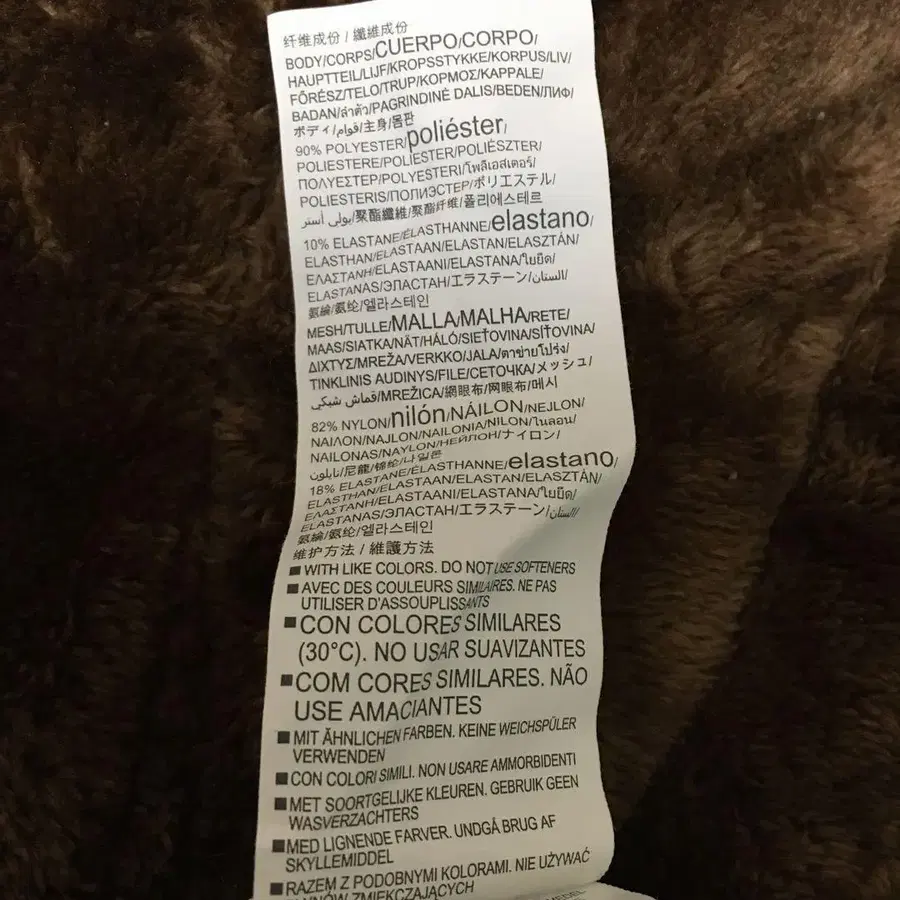 纤维成份 / 纖維成份
BODY/CORPS/CUERPO/CORPO/
HAUPTTEIL/LIJF/KROPSSTYKKE/KORPUS/LIV/
FŐRÉSZ/TELO/TRUP/ΚΟΡΜΟΣ/KAPPALE/
BADAN/ลำตัว/PAGRINDINĖ DALIS/BEDEN/ЛИФ/
ボディ/قوام/主身/몸판
90% POLYESTER/poliéster/
POLIESTERE/POLIESTER/POLIÉSZTER/
ΠΟΛΥΕΣΤΕΡ/POLYESTERI/โพลีเอสเตอร์/
POLIESTERIS/ПОЛИЭСТЕР/ポリエステル/
بولي أستر/聚酯纖維/聚酯纤维/폴리에스테르
10% ELASTANE/ÉLASTHANNE/elastano/
ELASTHAN/ELASTAAN/ELASTAN/ELASZTÁN/
ΕΛΑΣΤΑΝΗ/ELASTAANI/ELASTANA/ใยยืด/
ELASTANAS/ЭЛАСТАН/エラステーン/الستان/
氨綸/氨纶/엘라스테인
MESH/TULLE/MALLA/MALHA/RETE/
MAAS/SIATKA/NÄT/HÁLÓ/SIEŤOVINA/SÍŤOVINA/
ΔΙΧΤΥΣ/MREŽA/VERKKO/JALA/ตาข่ายโปร่ง/
TINKLINIS AUDINYS/FILE/СЕТОЧКА/メッシュ/
قماش شبكي/MREŽICA/網眼布/网眼布/메시
82% NYLON/nilón/NÁILON/NEJLON/
ΝΑΙΛΟΝ/NAJLON/NAILONIA/NILON/ไนลอน/
NAILONAS/NAYLON/НЕЙЛОН/ナイロン/
نايلون/尼龍/锦纶/나일론
18% ELASTANE/ÉLASTHANNE/elastano/
ELASTHAN/ELASTAAN/ELASTAN/ELASZTÁN/
ΕΛΑΣΤΑΝΗ/ELASTAANI/ELASTANA/ใยยืด/
ELASTANAS/ЭЛАСТАН/エラステーン/الستان/
氨綸/氨纶/엘라스테인
维护方法 / 維護方法
■ WITH LIKE COLORS. DO NOT USE SOFTENERS
■ AVEC DES COULEURS SIMILAIRES. NE PAS
UTILISER D'ASSOUPLISSANTS
■ CON COLORES SIMILARES
(30°C). NO USAR SUAVIZANTES
■ COM CORES SIMILARES. NÃO
USE AMACIANTES
■ MIT ÄHNLICHEN FARBEN. KEINE WEICHSPÜLER
VERWENDEN
■ CON COLORI SIMILI. NON USARE AMMORBIDENTI
■ MET SOORTGELIJKE KLEUREN. GEBRUIK GEEN
WASVERZACHTERS
■ MED LIGNENDE FARVER. UNDGÅ BRUG AF
SKYLLEMIDDEL
■ RAZEM Z PODOBNYMI KOLORAMI. NIE UŻYWAĆ
ZMIĘKCZAJĄCYCH